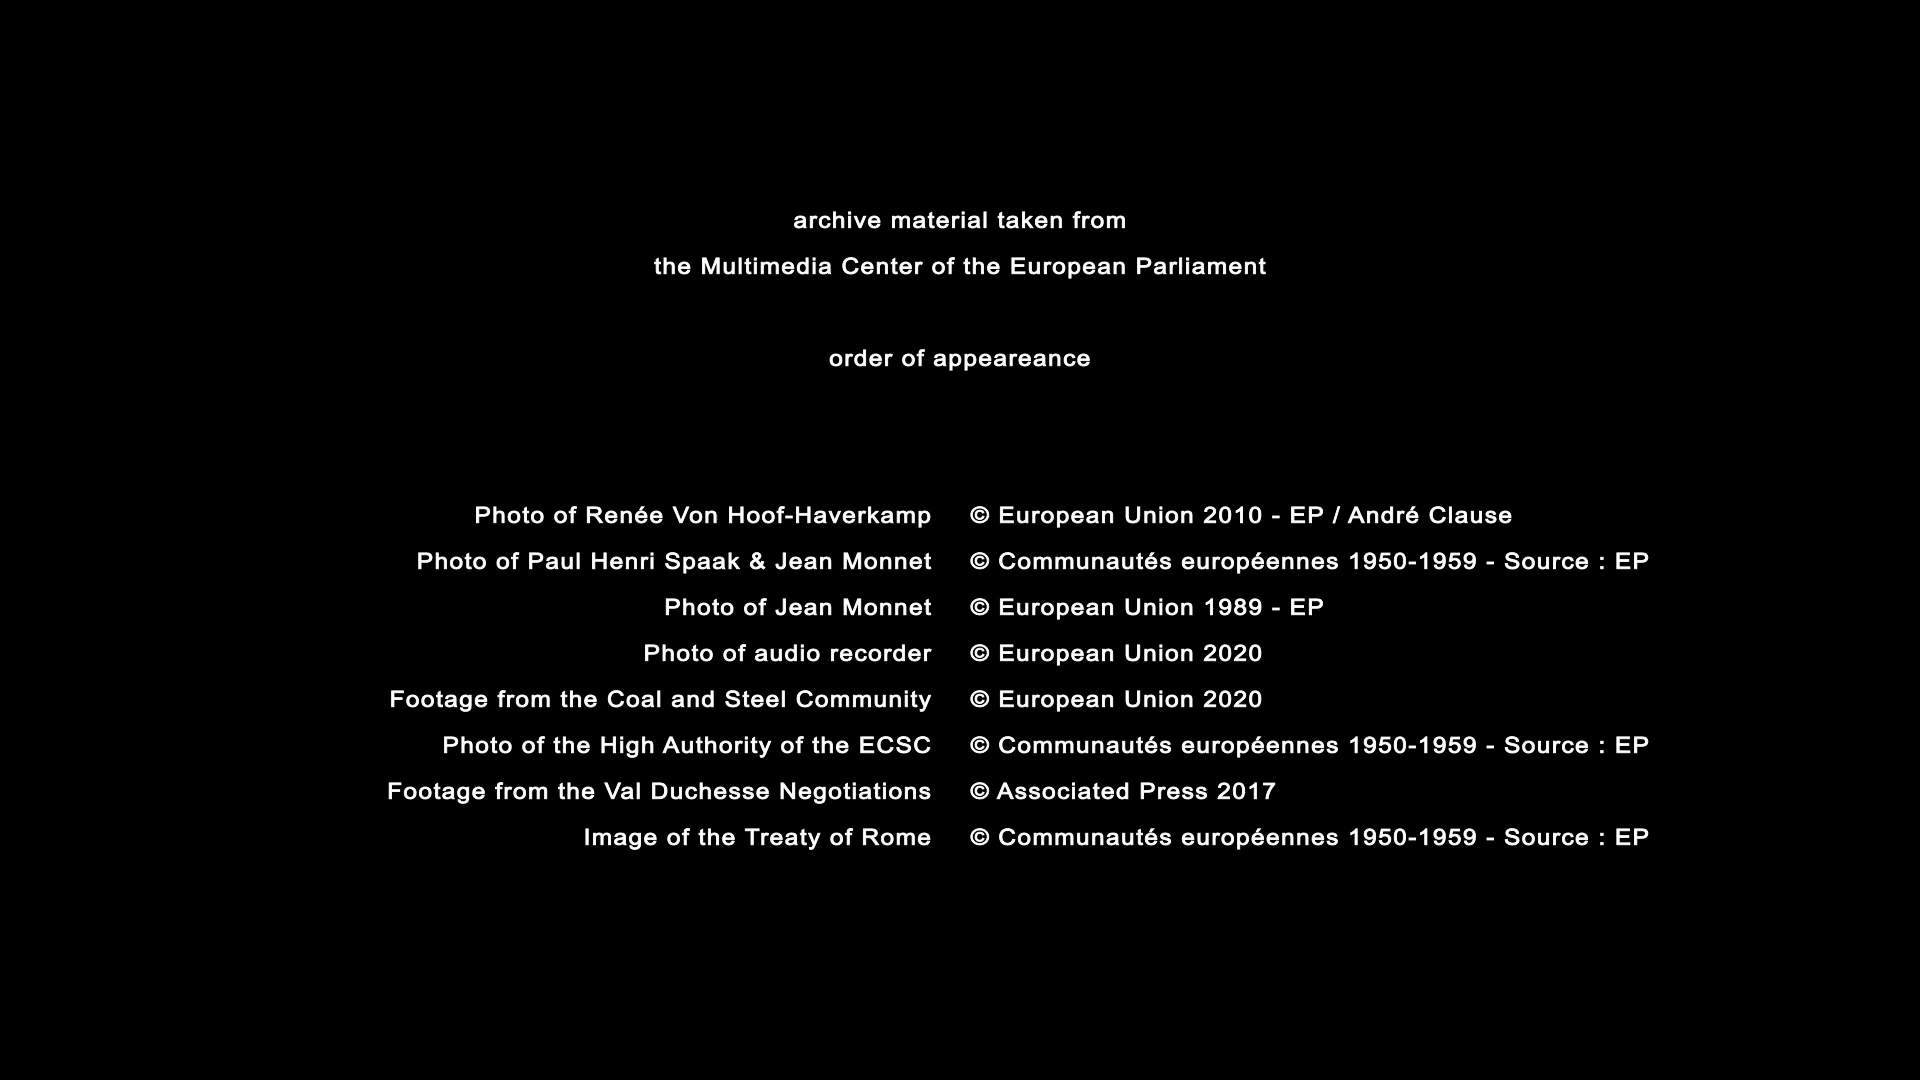 archive material taken from
the Multimedia Center of the European Parliament
order of appeareance
Photo of Renée Von Hoof-Haverkamp © European Union 2010 - EP / André Clause
Photo of Paul Henri Spaak & Jean Monnet © Communautés européennes 1950-1959 - Source : EP
Photo of Jean Monnet © European Union 1989 - EP
Photo of audio recorder © European Union 2020
Footage from the Coal and Steel Community © European Union 2020
Photo of the High Authority of the ECSC © Communautés européennes 1950-1959 - Source : EP
Footage from the Val Duchesse Negotiations © Associated Press 2017
Image of the Treaty of Rome © Communautés européennes 1950-1959 - Source : EP